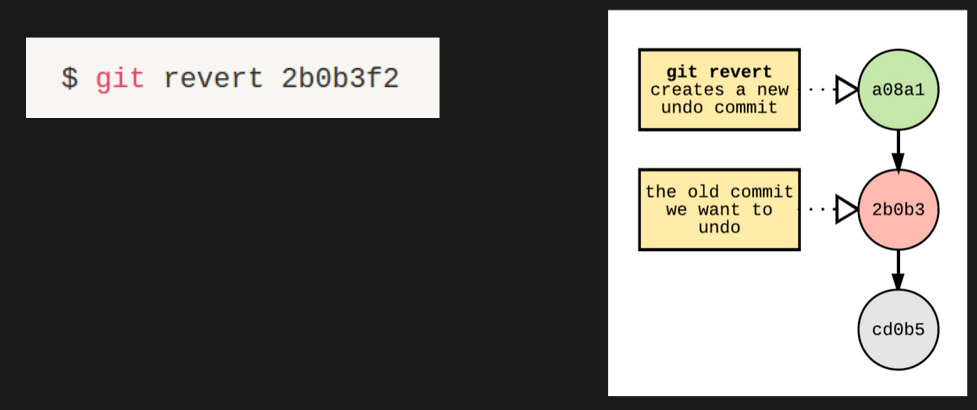 $ git revert 2b0b3f2
git revert
creates a new
undo commit
a08a1
the old commit
we want to
undo
2b0b3
cd0b5